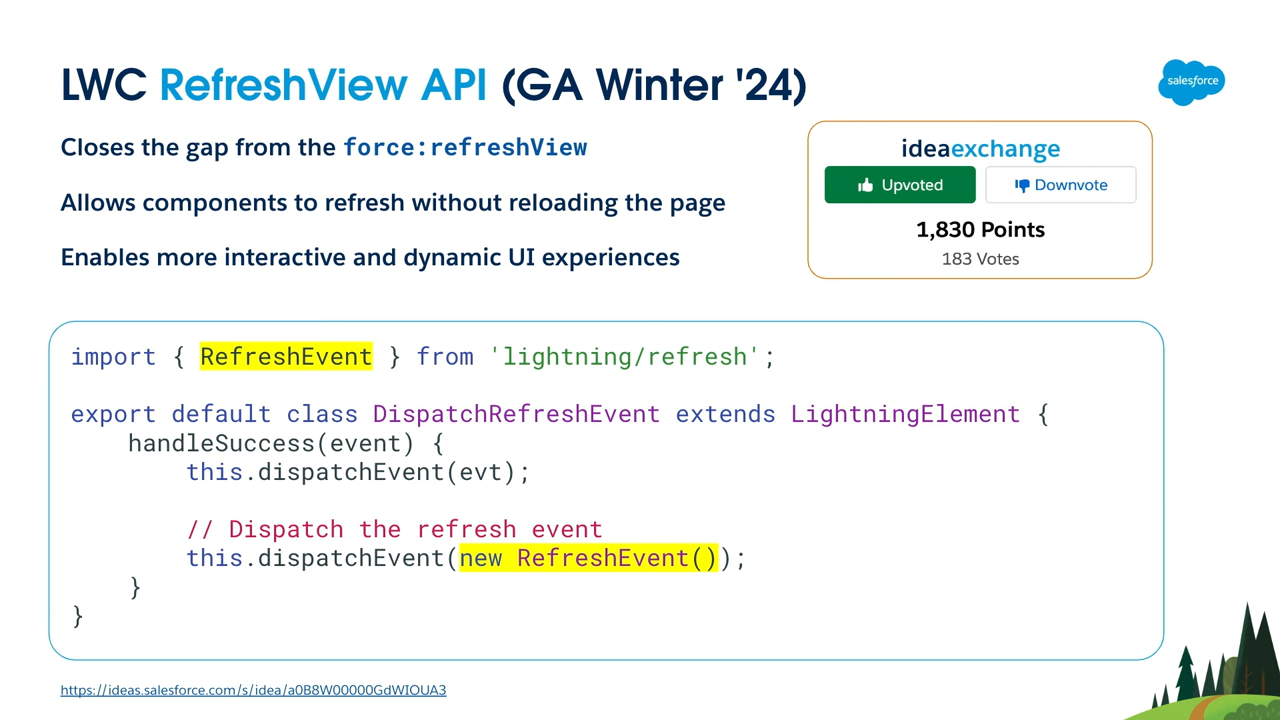 LWC RefreshView API (GA Winter '24)
salesforce
Closes the gap from the force:refreshView
Allows components to refresh without reloading the page
Enables more interactive and dynamic UI experiences
ideaexchange
Upvoted
Downvote
1,830 Points
183 Votes
import { RefreshEvent } from 'lightning/refresh';
export default class DispatchRefreshEvent extends LightningElement {
handleSuccess(event) {
this.dispatchEvent(evt);
// Dispatch the refresh event
this.dispatchEvent(new RefreshEvent());
}
}
https://ideas.salesforce.com/s/idea/a0B8W00000GdWIOUA3